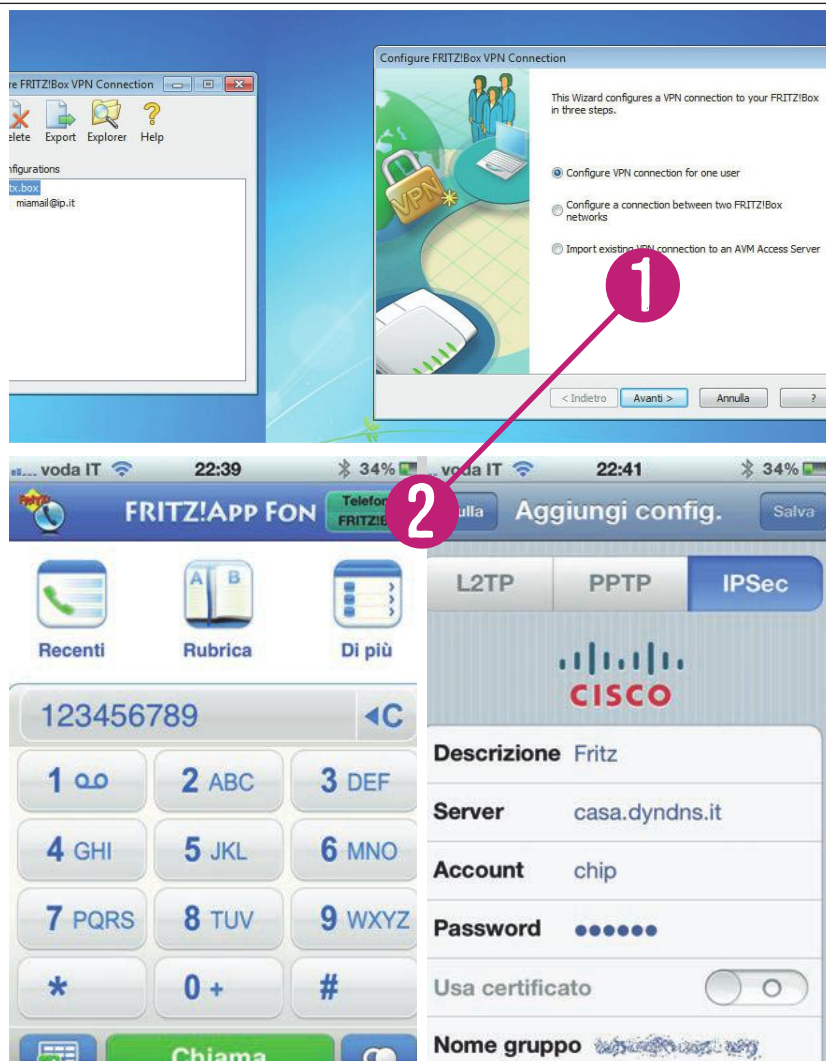 re FRITZ!Box VPN Connection
elete Export Explorer Help
nfigurations
tx.box
miamail@ip.it
Configure FRITZ!Box VPN Connection
This Wizard configures a VPN connection to your FRITZ!Box
in three steps.
Configure VPN connection for one user
Configure a connection between two FRITZ!Box
networks
Import existing VPN connection to an AVM Access Server
VPN
< Indietro Avanti > Annulla ?
1
voda IT 22:39 34%
FRITZ! FRITZ!APP FON Telefon
FRITZ!B
Recenti Rubrica Di più
A B
123456789 C
1 2 ABC 3 DEF
4 GHI 5 JKL 6 MNO
7 PQRS 8 TUV 9 WXYZ
* 0 + #
Chiama
2
voda IT 22:41 34%
ulla Aggiungi config. Salva
L2TP PPTP IPSec
CISCO
Descrizione Fritz
Server casa.dyndns.it
Account chip
Password ••••••
Usa certificato
Nome gruppo